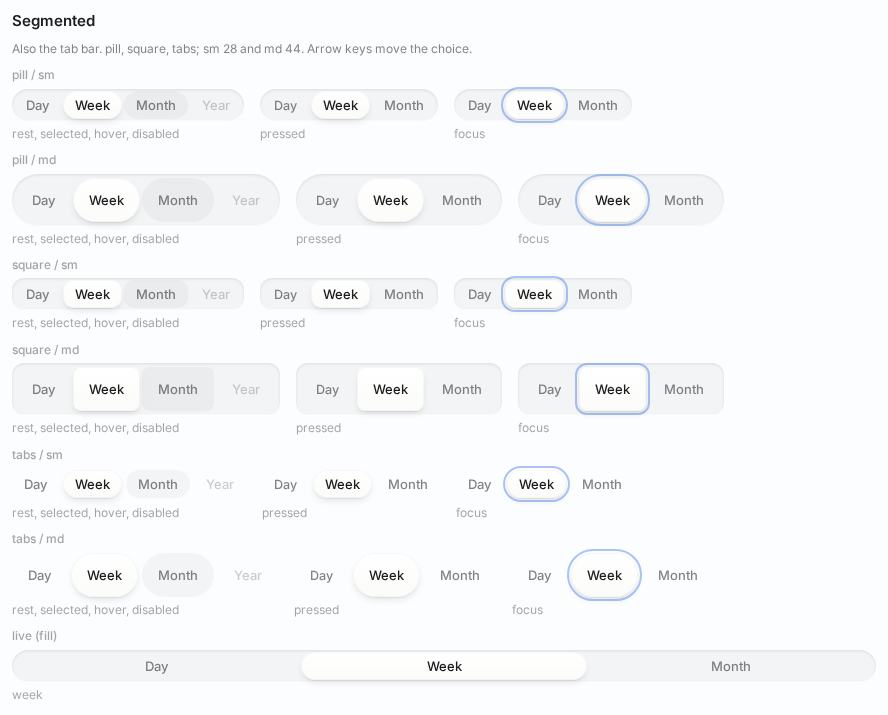 Segmented
Also the tab bar. pill, square, tabs; sm 28 and md 44. Arrow keys move the choice.
pill / sm
Day Week Month Year Day Week Month Day Week Month
rest, selected, hover, disabled pressed focus
pill / md
Day Week Month Year Day Week Month Day Week Month
rest, selected, hover, disabled pressed focus
square / sm
Day Week Month Year Day Week Month Day Week Month
rest, selected, hover, disabled pressed focus
square / md
Day Week Month Year Day Week Month Day Week Month
rest, selected, hover, disabled pressed focus
tabs / sm
Day Week Month Year Day Week Month Day Week Month
rest, selected, hover, disabled pressed focus
tabs / md
Day Week Month Year Day Week Month Day Week Month
rest, selected, hover, disabled pressed focus
live (fill)
Day Week Month
week